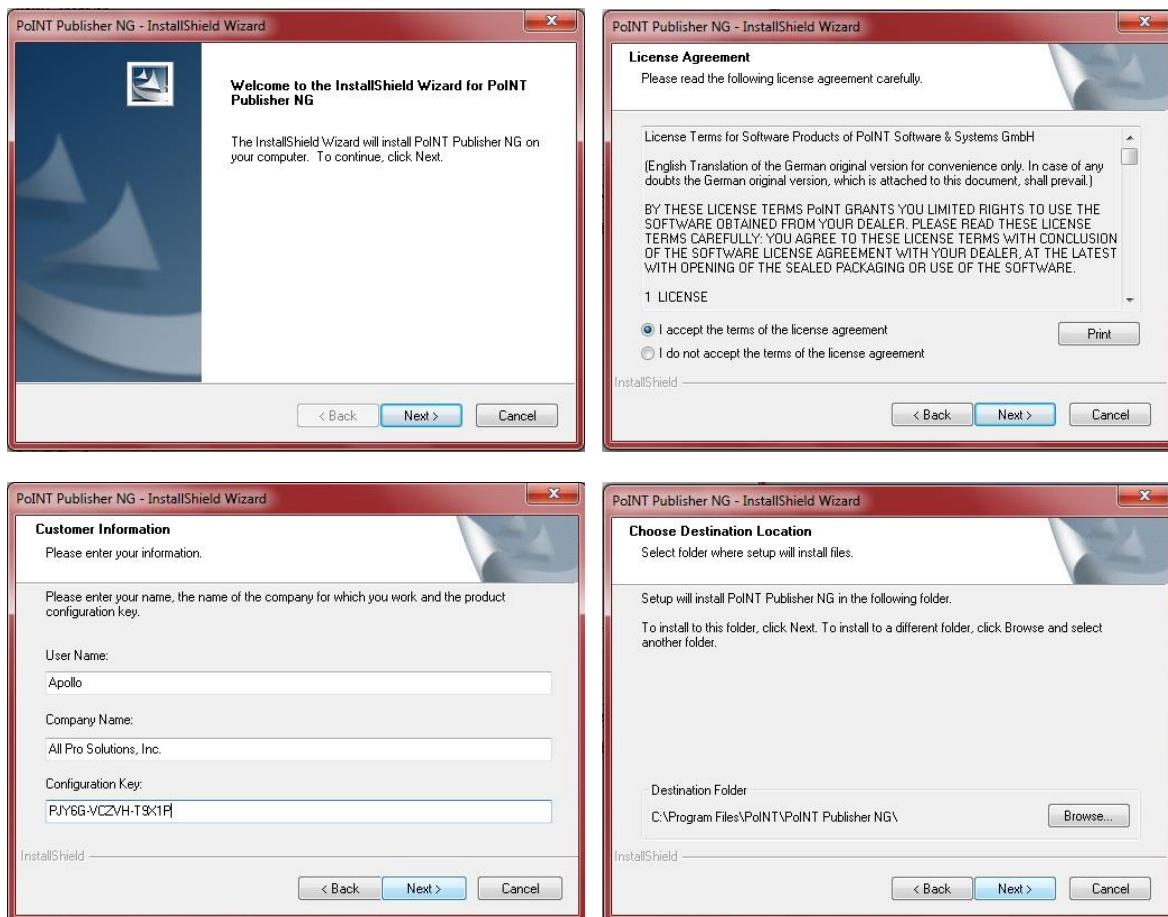 PoINT Publisher NG - InstallShield Wizard
Welcome to the InstallShield Wizard for PoINT
Publisher NG
The InstallShield Wizard will install PoINT Publisher NG on
your computer. To continue, click Next.
< Back
Next >
Cancel
PoINT Publisher NG - InstallShield Wizard
License Agreement
Please read the following license agreement carefully.
License Terms for Software Products of PoINT Software & Systems GmbH
(English Translation of the German original version for convenience only. In case of any
doubts the German original version, which is attached to this document, shall prevail.)
BY THESE LICENSE TERMS PoINT GRANTS YOU LIMITED RIGHTS TO USE THE
SOFTWARE OBTAINED FROM YOUR DEALER. PLEASE READ THESE LICENSE
TERMS CAREFULLY: YOU AGREE TO THESE LICENSE TERMS WITH CONCLUSION
OF THE SOFTWARE LICENSE AGREEMENT WITH YOUR DEALER, AT THE LATEST
WITH OPENING OF THE SEALED PACKAGING OR USE OF THE SOFTWARE.
1 LICENSE
I accept the terms of the license agreement
Print
I do not accept the terms of the license agreement
InstallShield
< Back
Next >
Cancel
PoINT Publisher NG - InstallShield Wizard
Customer Information
Please enter your information.
Please enter your name, the name of the company for which you work and the product
configuration key.
User Name:
Apollo
Company Name:
All Pro Solutions, Inc.
Configuration Key:
PJY6G-VCZVH-T9X1P
InstallShield
< Back
Next >
Cancel
PoINT Publisher NG - InstallShield Wizard
Choose Destination Location
Select folder where setup will install files.
Setup will install PoINT Publisher NG in the following folder.
To install to this folder, click Next. To install to a different folder, click Browse and select
another folder.
Destination Folder
C:\Program Files\PoINT\PoINT Publisher NG\
Browse...
InstallShield
< Back
Next >
Cancel